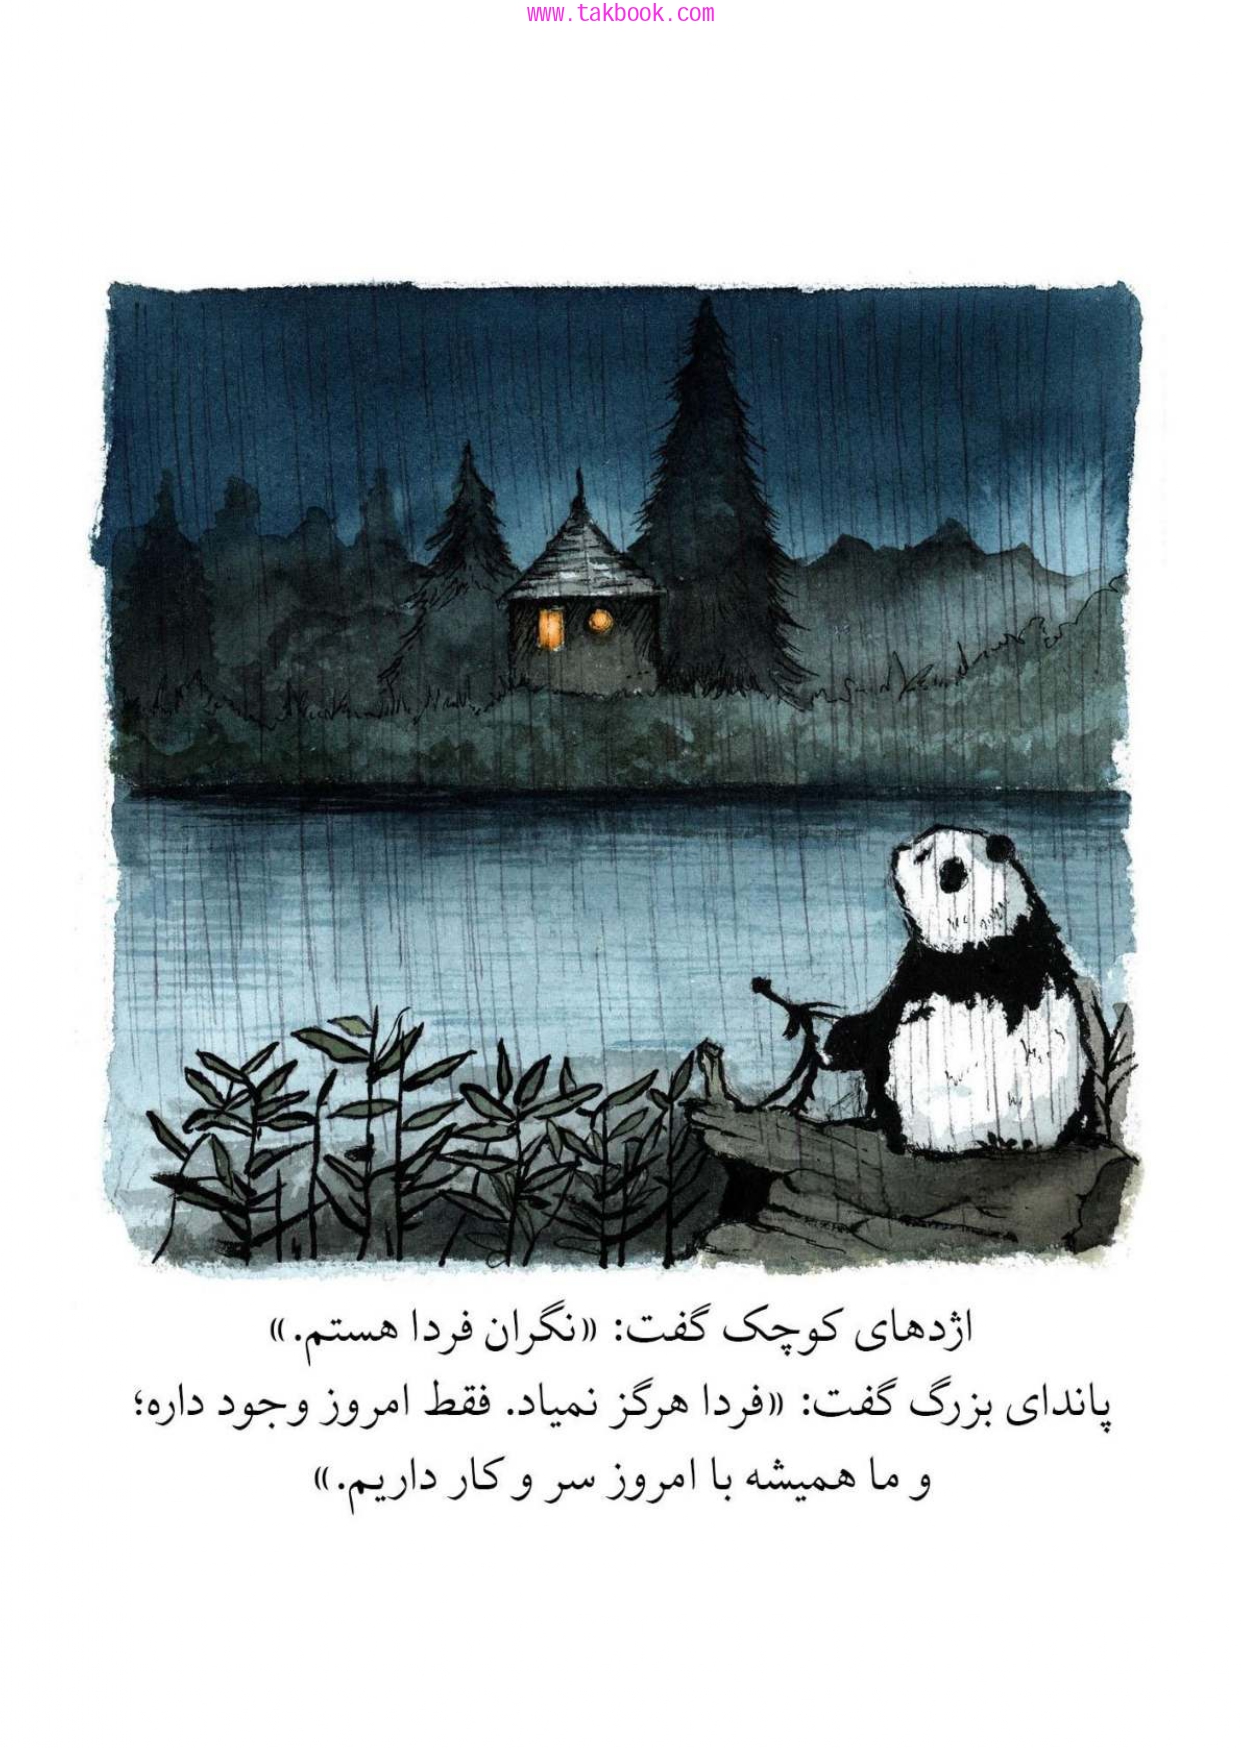 www.takbook.com
اژدهای کوچک گفت: «نگران فردا هستم.»
پاندای بزرگ گفت: «فردا هرگز نمیاد. فقط امروز وجود داره؛
و ما همیشه با امروز سر و کار داریم.»